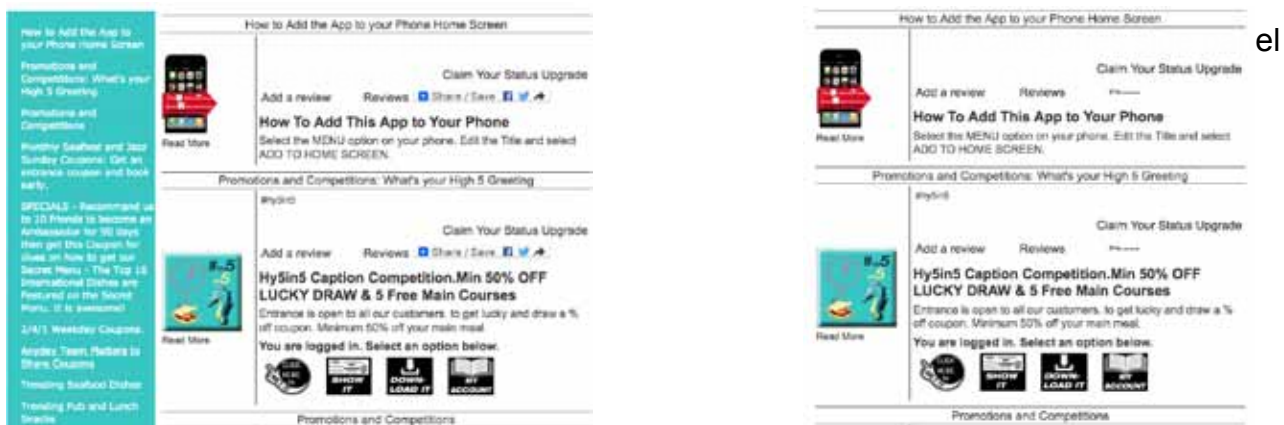 How to Add the App to
your Phone Home Screen
Promotions and
Competitions: What's your
High 5 Greeting
Promotions and
Competitions
Monthly Seafood and Jazz
Sunday Coupons: Get an
entrance coupon and book
early.
SPECIALS - Recommend us
to 10 Friends to become an
Ambassador for 90 days
then get this Coupon for
clues on how to get our
Secret Menu - The Top 10
International Dishes are
Featured on the Secret
Menu. It is awesome!
2/4/1 Weekday Coupons.
Team Platters to
Share Coupons
Trending Seafood Dishes
Trending Pub and Lunch
Snacks
How to Add the App to your Phone Home Screen
Claim Your Status Upgrade
Add a review Reviews Share / Save
How To Add This App to Your Phone
Read More
Select the MENU option on your phone. Edit the Title and select
ADD TO HOME SCREEN.
Promotions and Competitions: What's your High 5 Greeting
#hy5in5
Claim Your Status Upgrade
Add a review Reviews Share / Save
Hy5in5 Caption Competition.Min 50% OFF
LUCKY DRAW & 5 Free Main Courses
Entrance is open to all our customers. to get lucky and draw a %
off coupon. Minimum 50% off your main meal.
Read More
You are logged in. Select an option below.
CLICK HERE
SHOW IT
DOWN-LOAD IT
MY ACCOUNT
Promotions and Competitions
How to Add the App to your Phone Home Screen
el
Claim Your Status Upgrade
Add a review Reviews
How To Add This App to Your Phone
Read More
Select the MENU option on your phone. Edit the Title and select
ADD TO HOME SCREEN.
Promotions and Competitions: What's your High 5 Greeting
#hy5in5
Claim Your Status Upgrade
Add a review Reviews
Hy5in5 Caption Competition.Min 50% OFF
LUCKY DRAW & 5 Free Main Courses
Entrance is open to all our customers. to get lucky and draw a %
off coupon. Minimum 50% off your main meal.
Read More
You are logged in. Select an option below.
SHOW IT
DOWN-LOAD IT
MY ACCOUNT
Promotions and Competitions